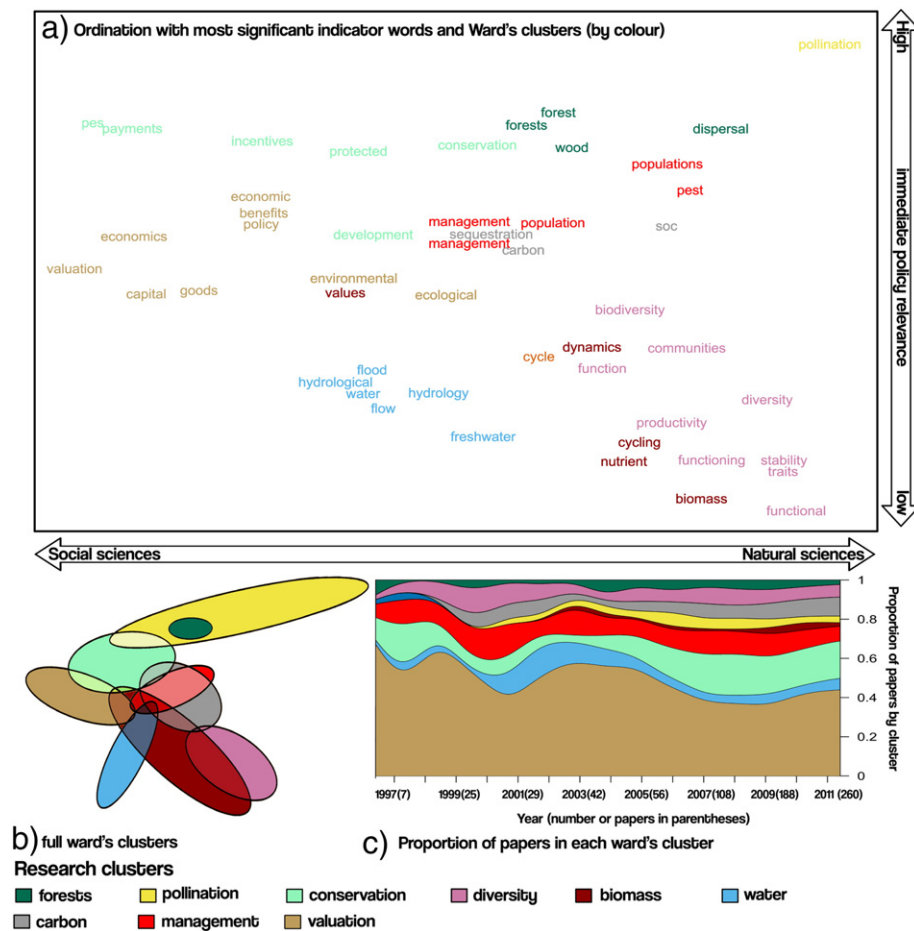 a) Ordination with most significant indicator words and Ward's clusters (by colour)
High
pollination
pes
payments
incentives
protected
conservation
forests
forest
wood
dispersal
populations
pest
economic
benefits
policy
economics
development
management
sequestration
management
carbon
population
soc
valuation
capital
goods
environmental
values
ecological
immediate policy relevance
biodiversity
dynamics
communities
cycle
function
flood
hydrological
water
flow
hydrology
freshwater
diversity
productivity
cycling
nutrient
functioning
stability
traits
biomass
functional
low
Social sciences
Natural sciences
1
0.8
0.6
0.4
0.2
0
Proportion of papers by cluster
1997(7) 1999(25) 2001(29) 2003(42) 2005(56) 2007(108) 2009(188) 2011(260)
Year (number or papers in parentheses)
b) full ward's clusters
c) Proportion of papers in each ward's cluster
Research clusters
forests pollination conservation diversity biomass water
carbon management valuation